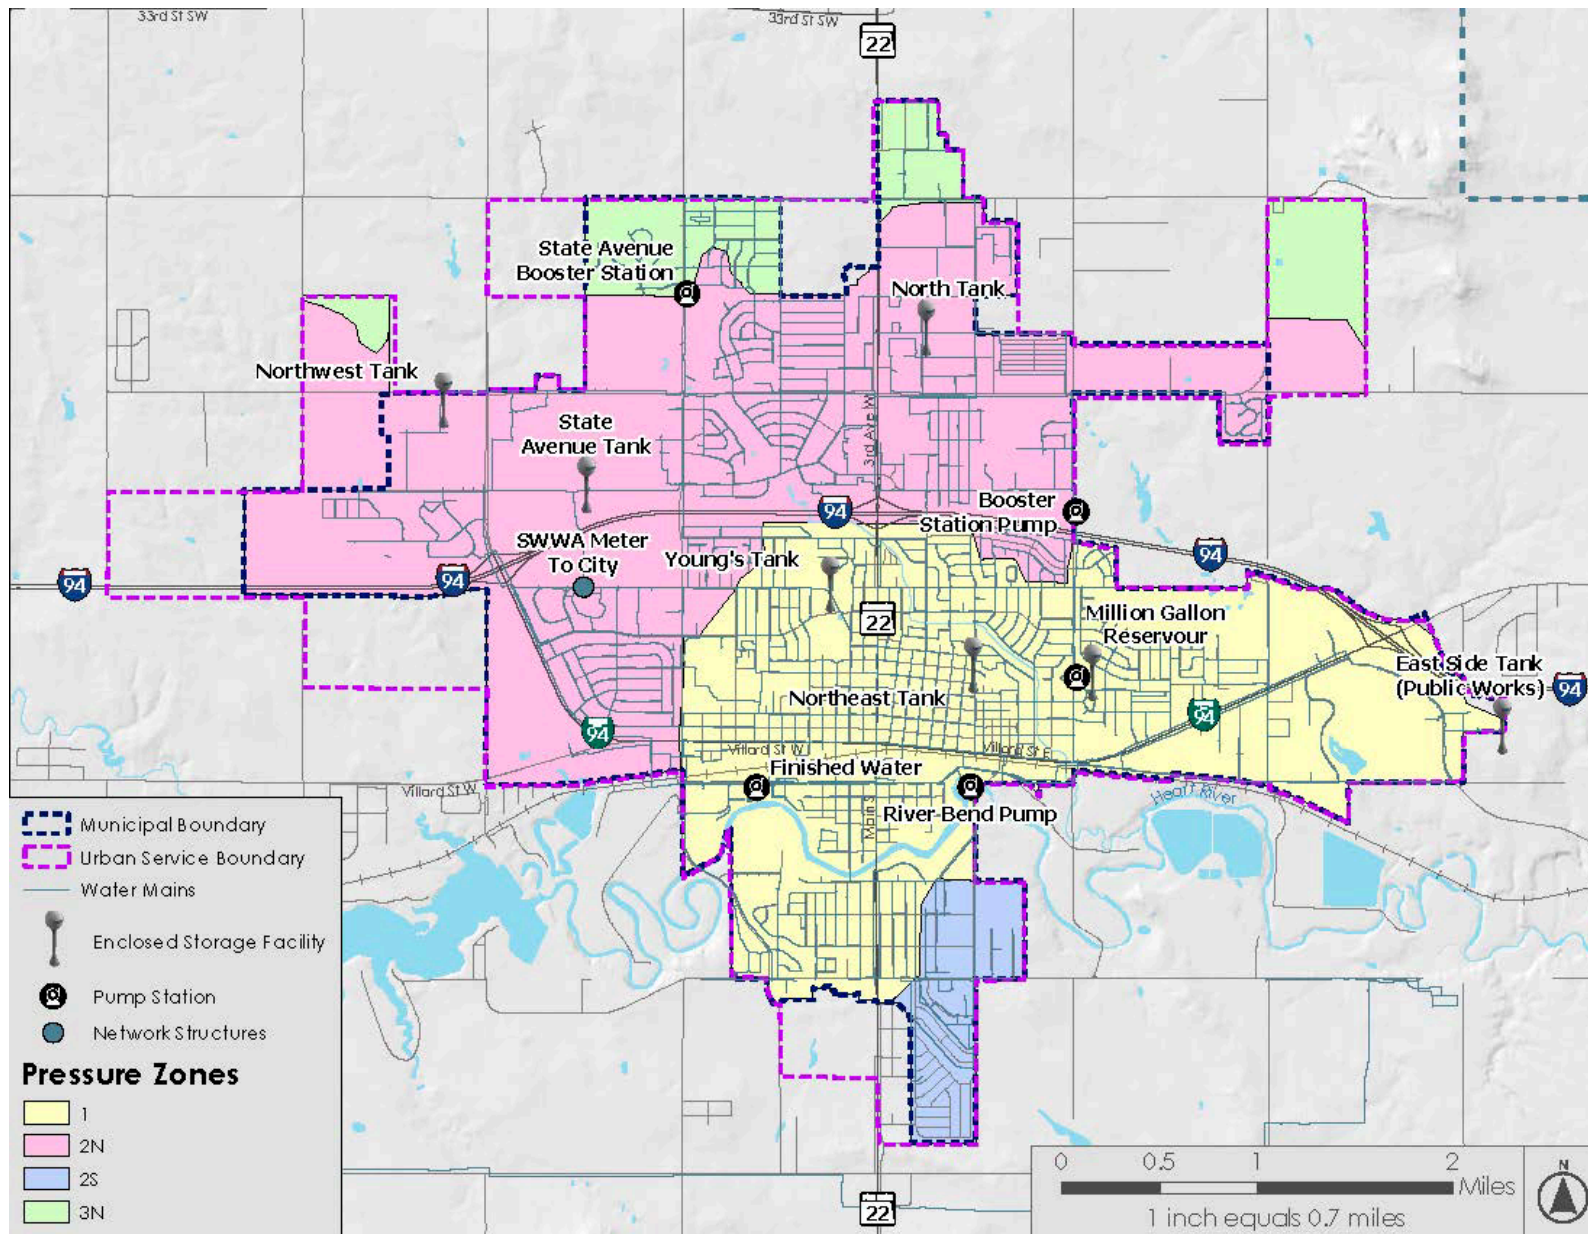 33rd St SW
33rd St SW
22
State Avenue
Booster Station
North Tank
Northwest Tank
State
Avenue Tank
3rd Ave W
Booster
Station Pump
94
94
SWWA Meter
To City
Young's Tank
94
94
22
Million Gallon
Reservour
East Side Tank
(Public Works)
94
Northeast Tank
94
94
Villard St W
Villard St E
Finished Water
Villard St W
River Bend Pump
Main S
Heart River
Municipal Boundary
Urban Service Boundary
Water Mains
Enclosed Storage Facility
Pump Station
Network Structures
Pressure Zones
1
2N
2S
3N
22
0 0.5 1 2
Miles
1 inch equals 0.7 miles
N